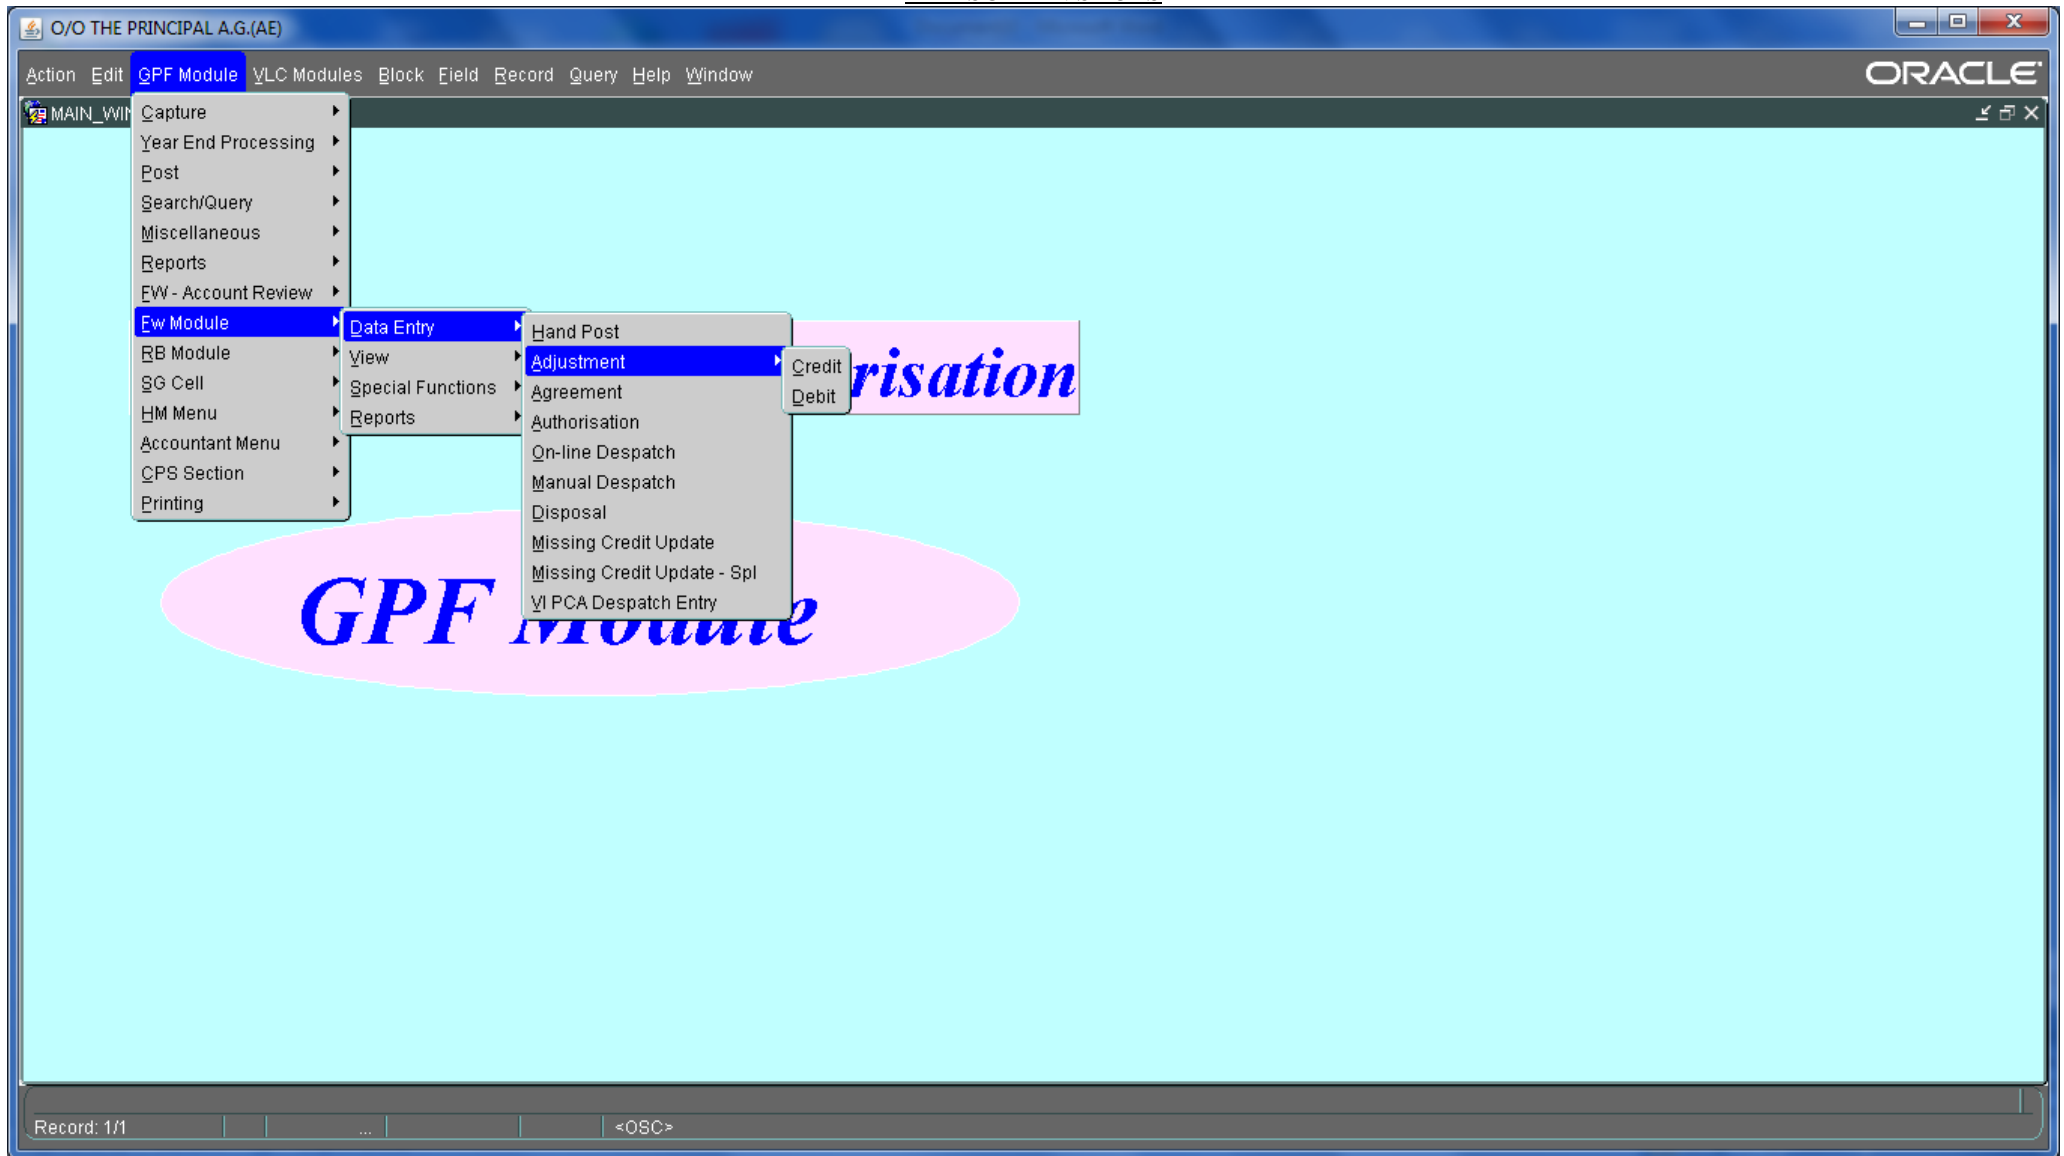 O/O THE PRINCIPAL A.G.(AE)
Action Edit GPF Module VLC Modules Block Field Record Query Help Window
ORACLE
Capture
Year End Processing
Post
Search/Query
Miscellaneous
Reports
FW - Account Review
Fw Module
RB Module
SG Cell
HM Menu
Accountant Menu
CPS Section
Printing
Data Entry
View
Special Functions
Reports
Hand Post
Adjustment
Agreement
Authorisation
On-line Despatch
Manual Despatch
Disposal
Missing Credit Update
Missing Credit Update - Spl
VI PCA Despatch Entry
Credit
Debit
risation
GPF Module
Record: 1/1 ... <OSC>